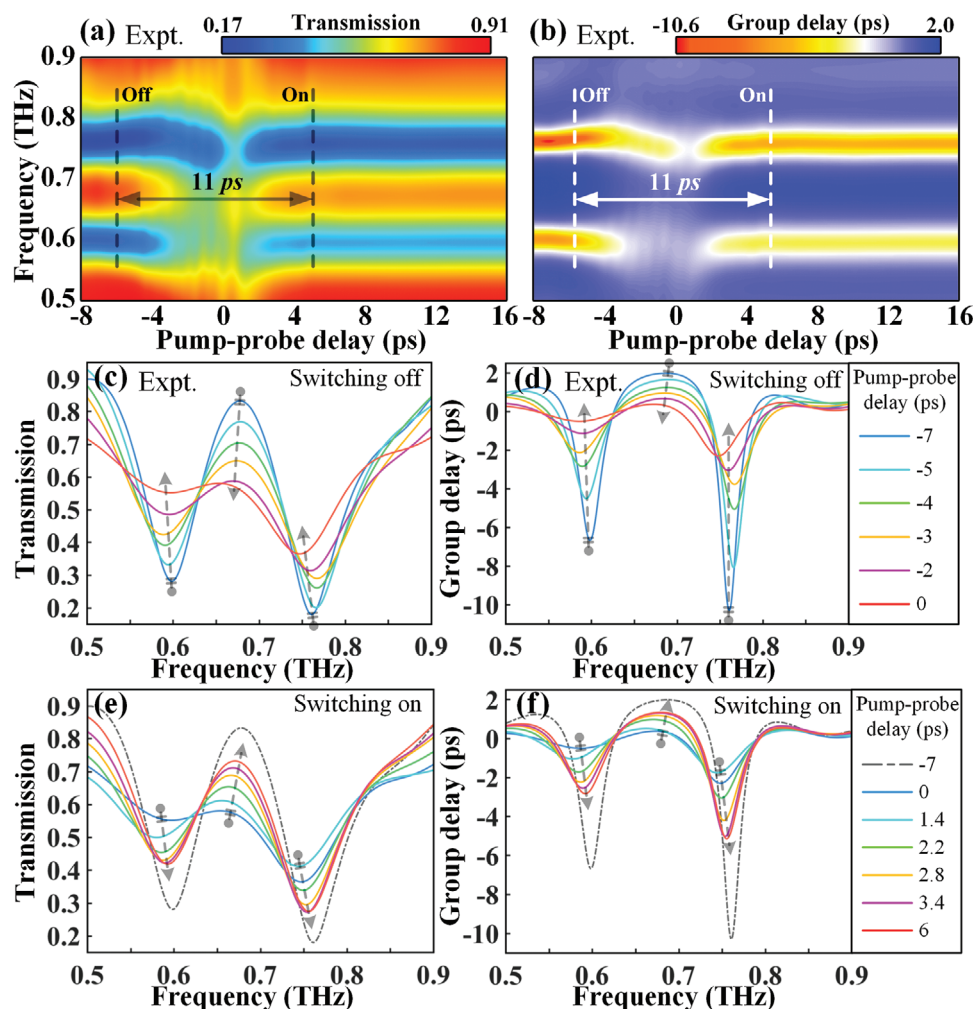 (a) Expt. 0.17 Transmission 0.91
0.9
0.8
0.7
0.6
0.5
Frequency (THz)
Off
On
11 ps
-8 -4 0 4 8 12 16
Pump-probe delay (ps)
(b) Expt. -10.6 Group delay (ps) 2.0
Off
On
11 ps
-8 -4 0 4 8 12 16
Pump-probe delay (ps)
(c) Expt. Switching off
0.9
0.8
0.7
0.6
0.5
0.4
0.3
0.2
Transmission
0.5 0.6 0.7 0.8 0.9
Frequency (THz)
(d) Expt. Switching off
2
0
-2
-4
-6
-8
-10
Group delay (ps)
0.5 0.6 0.7 0.8 0.9
Frequency (THz)
Pump-probe
delay (ps)
-7
-5
-4
-3
-2
0
(e) Switching on
0.9
0.8
0.7
0.6
0.5
0.4
0.3
0.2
Transmission
0.5 0.6 0.7 0.8 0.9
Frequency (THz)
(f) Switching on
2
0
-2
-4
-6
-8
-10
Group delay (ps)
0.5 0.6 0.7 0.8 0.9
Frequency (THz)
Pump-probe
delay (ps)
-7
0
1.4
2.2
2.8
3.4
6